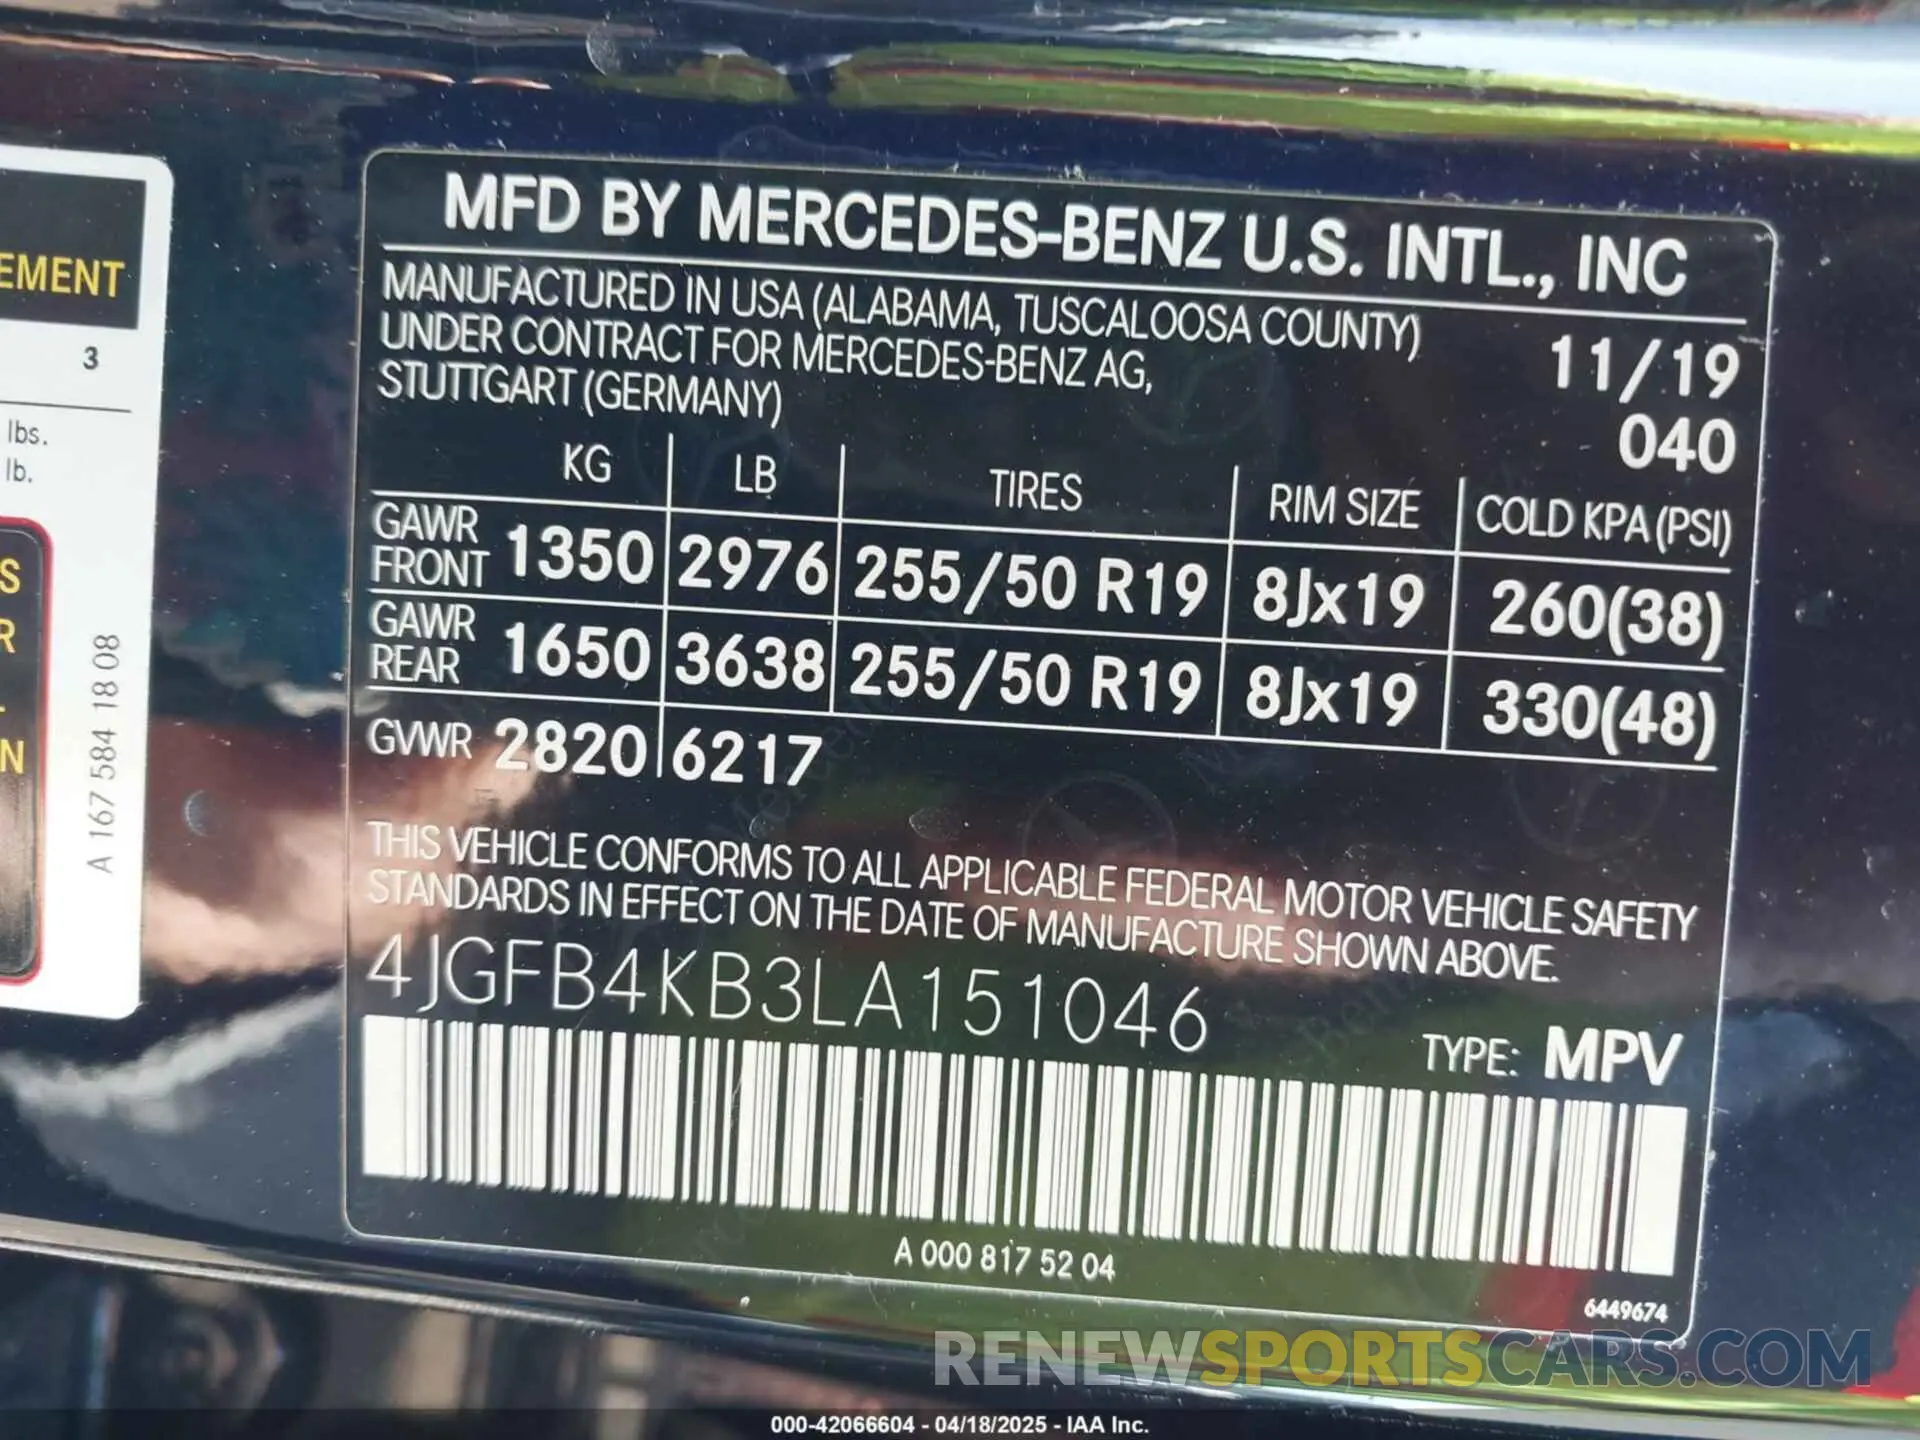 EMENT
3
lbs.
lb.
S
R
N
A 167 584 18 08
MFD BY MERCEDES-BENZ U.S. INTL., INC
MANUFACTURED IN USA (ALABAMA, TUSCALOOSA COUNTY)
UNDER CONTRACT FOR MERCEDES-BENZ AG,
STUTTGART (GERMANY)
11/19
040
KG LB TIRES RIM SIZE COLD KPA (PSI)
GAWR FRONT 1350 2976 255/50 R19 8Jx19 260(38)
GAWR REAR 1650 3638 255/50 R19 8Jx19 330(48)
GVWR 2820 6217
THIS VEHICLE CONFORMS TO ALL APPLICABLE FEDERAL MOTOR VEHICLE SAFETY
STANDARDS IN EFFECT ON THE DATE OF MANUFACTURE SHOWN ABOVE.
4JGFB4KB3LA151046
TYPE: MPV
A 000 817 52 04
6449674
RENEWSPORTSCARS.COM
000-42066604 - 04/18/2025 - IAA Inc.